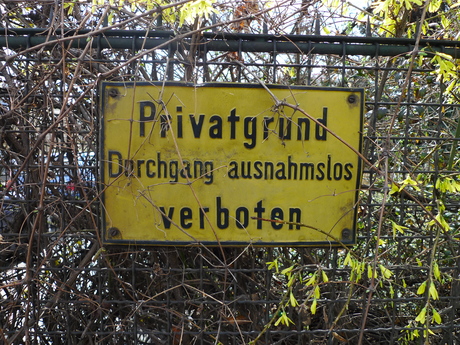 Privatgrund
Durchgang ausnahmslos
verboten